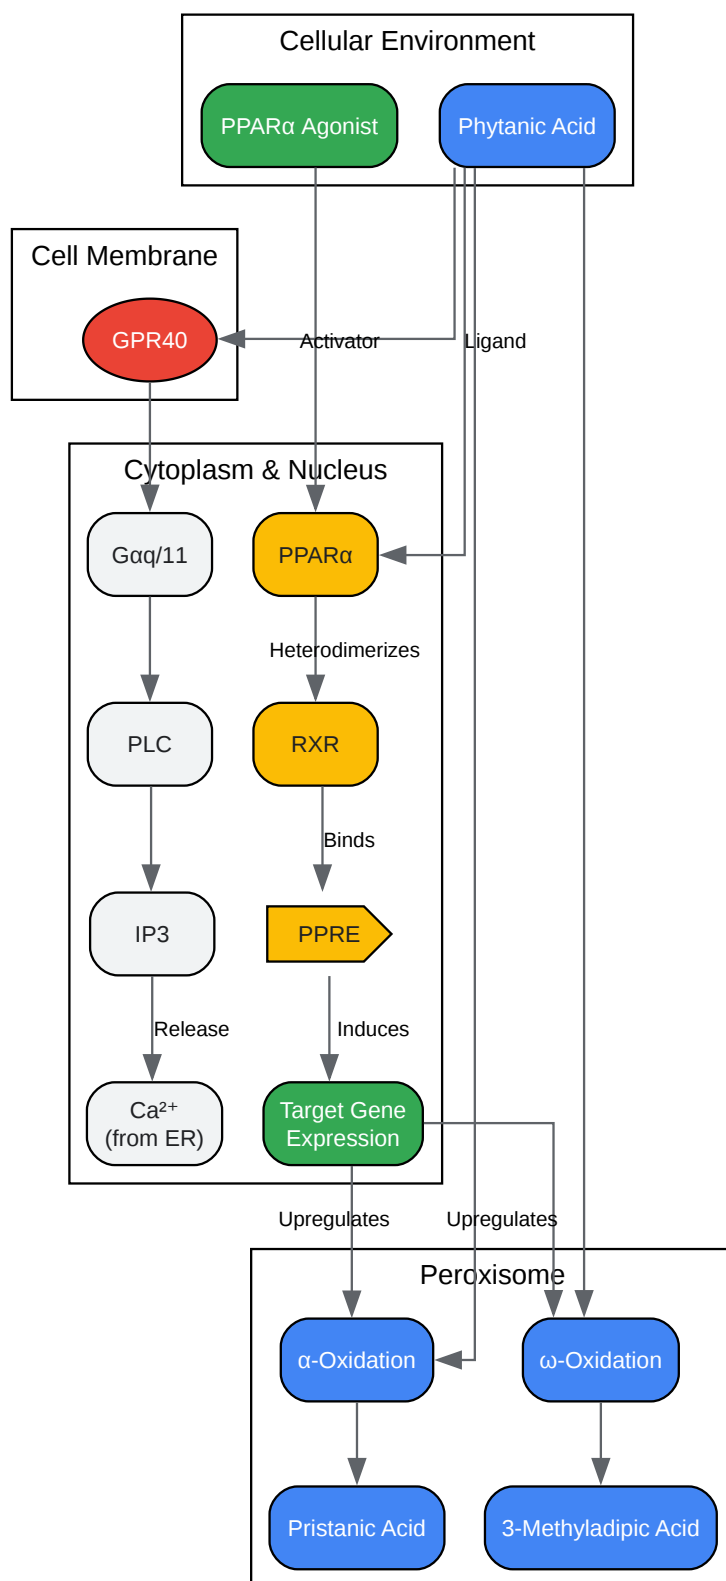 Cellular Environment
PPARα Agonist
Phytanic Acid
Cell Membrane
GPR40
Activator
Ligand
Cytoplasm & Nucleus
Gαq/11
PPARα
Heterodimerizes
PLC
RXR
Binds
IP3
PPRE
Release
Induces
Ca²⁺
(from ER)
Target Gene
Expression
Upregulates
Upregulates
Peroxisome
α-Oxidation
ω-Oxidation
Pristanic Acid
3-Methyladipic Acid